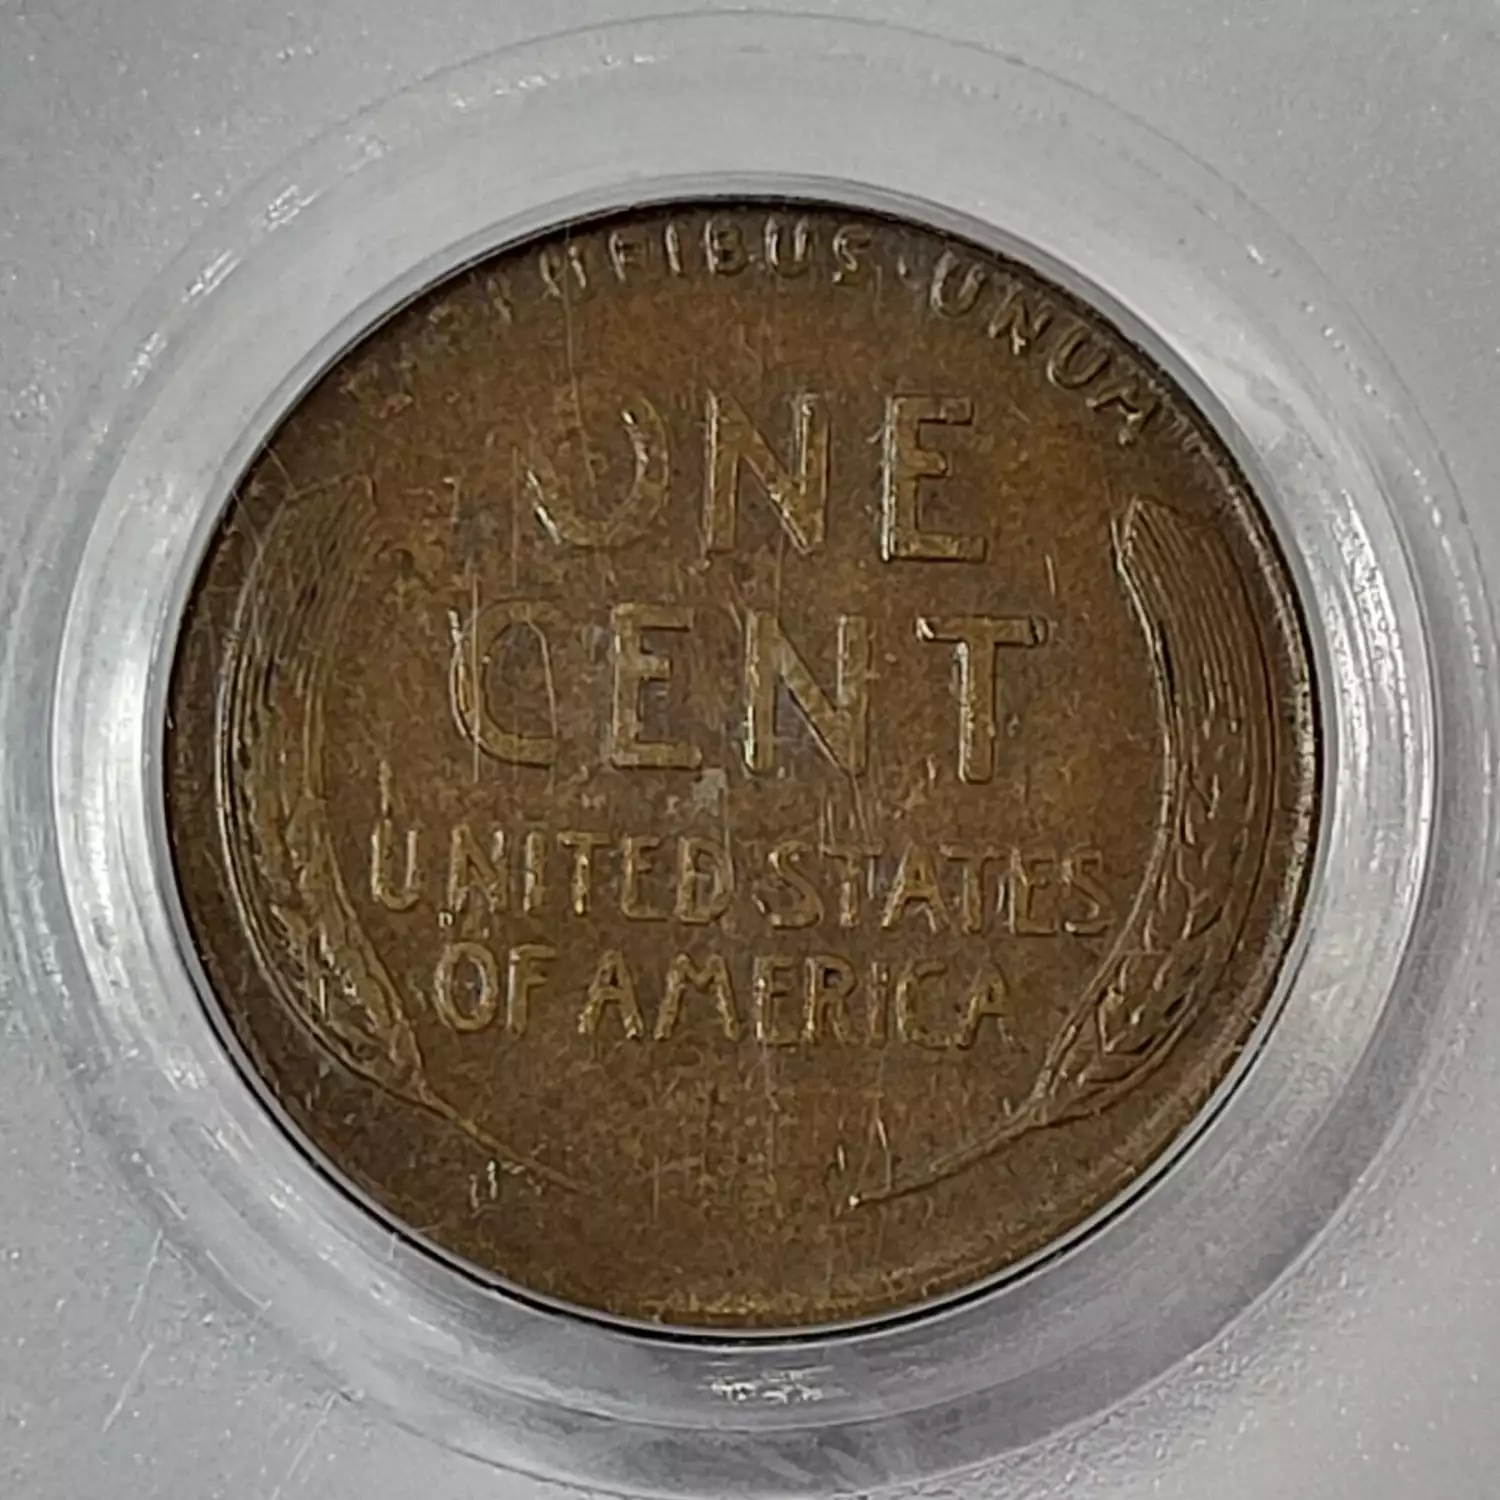 PLURIBUS · UNUM
ONE
CENT
UNITED STATES
OF AMERICA